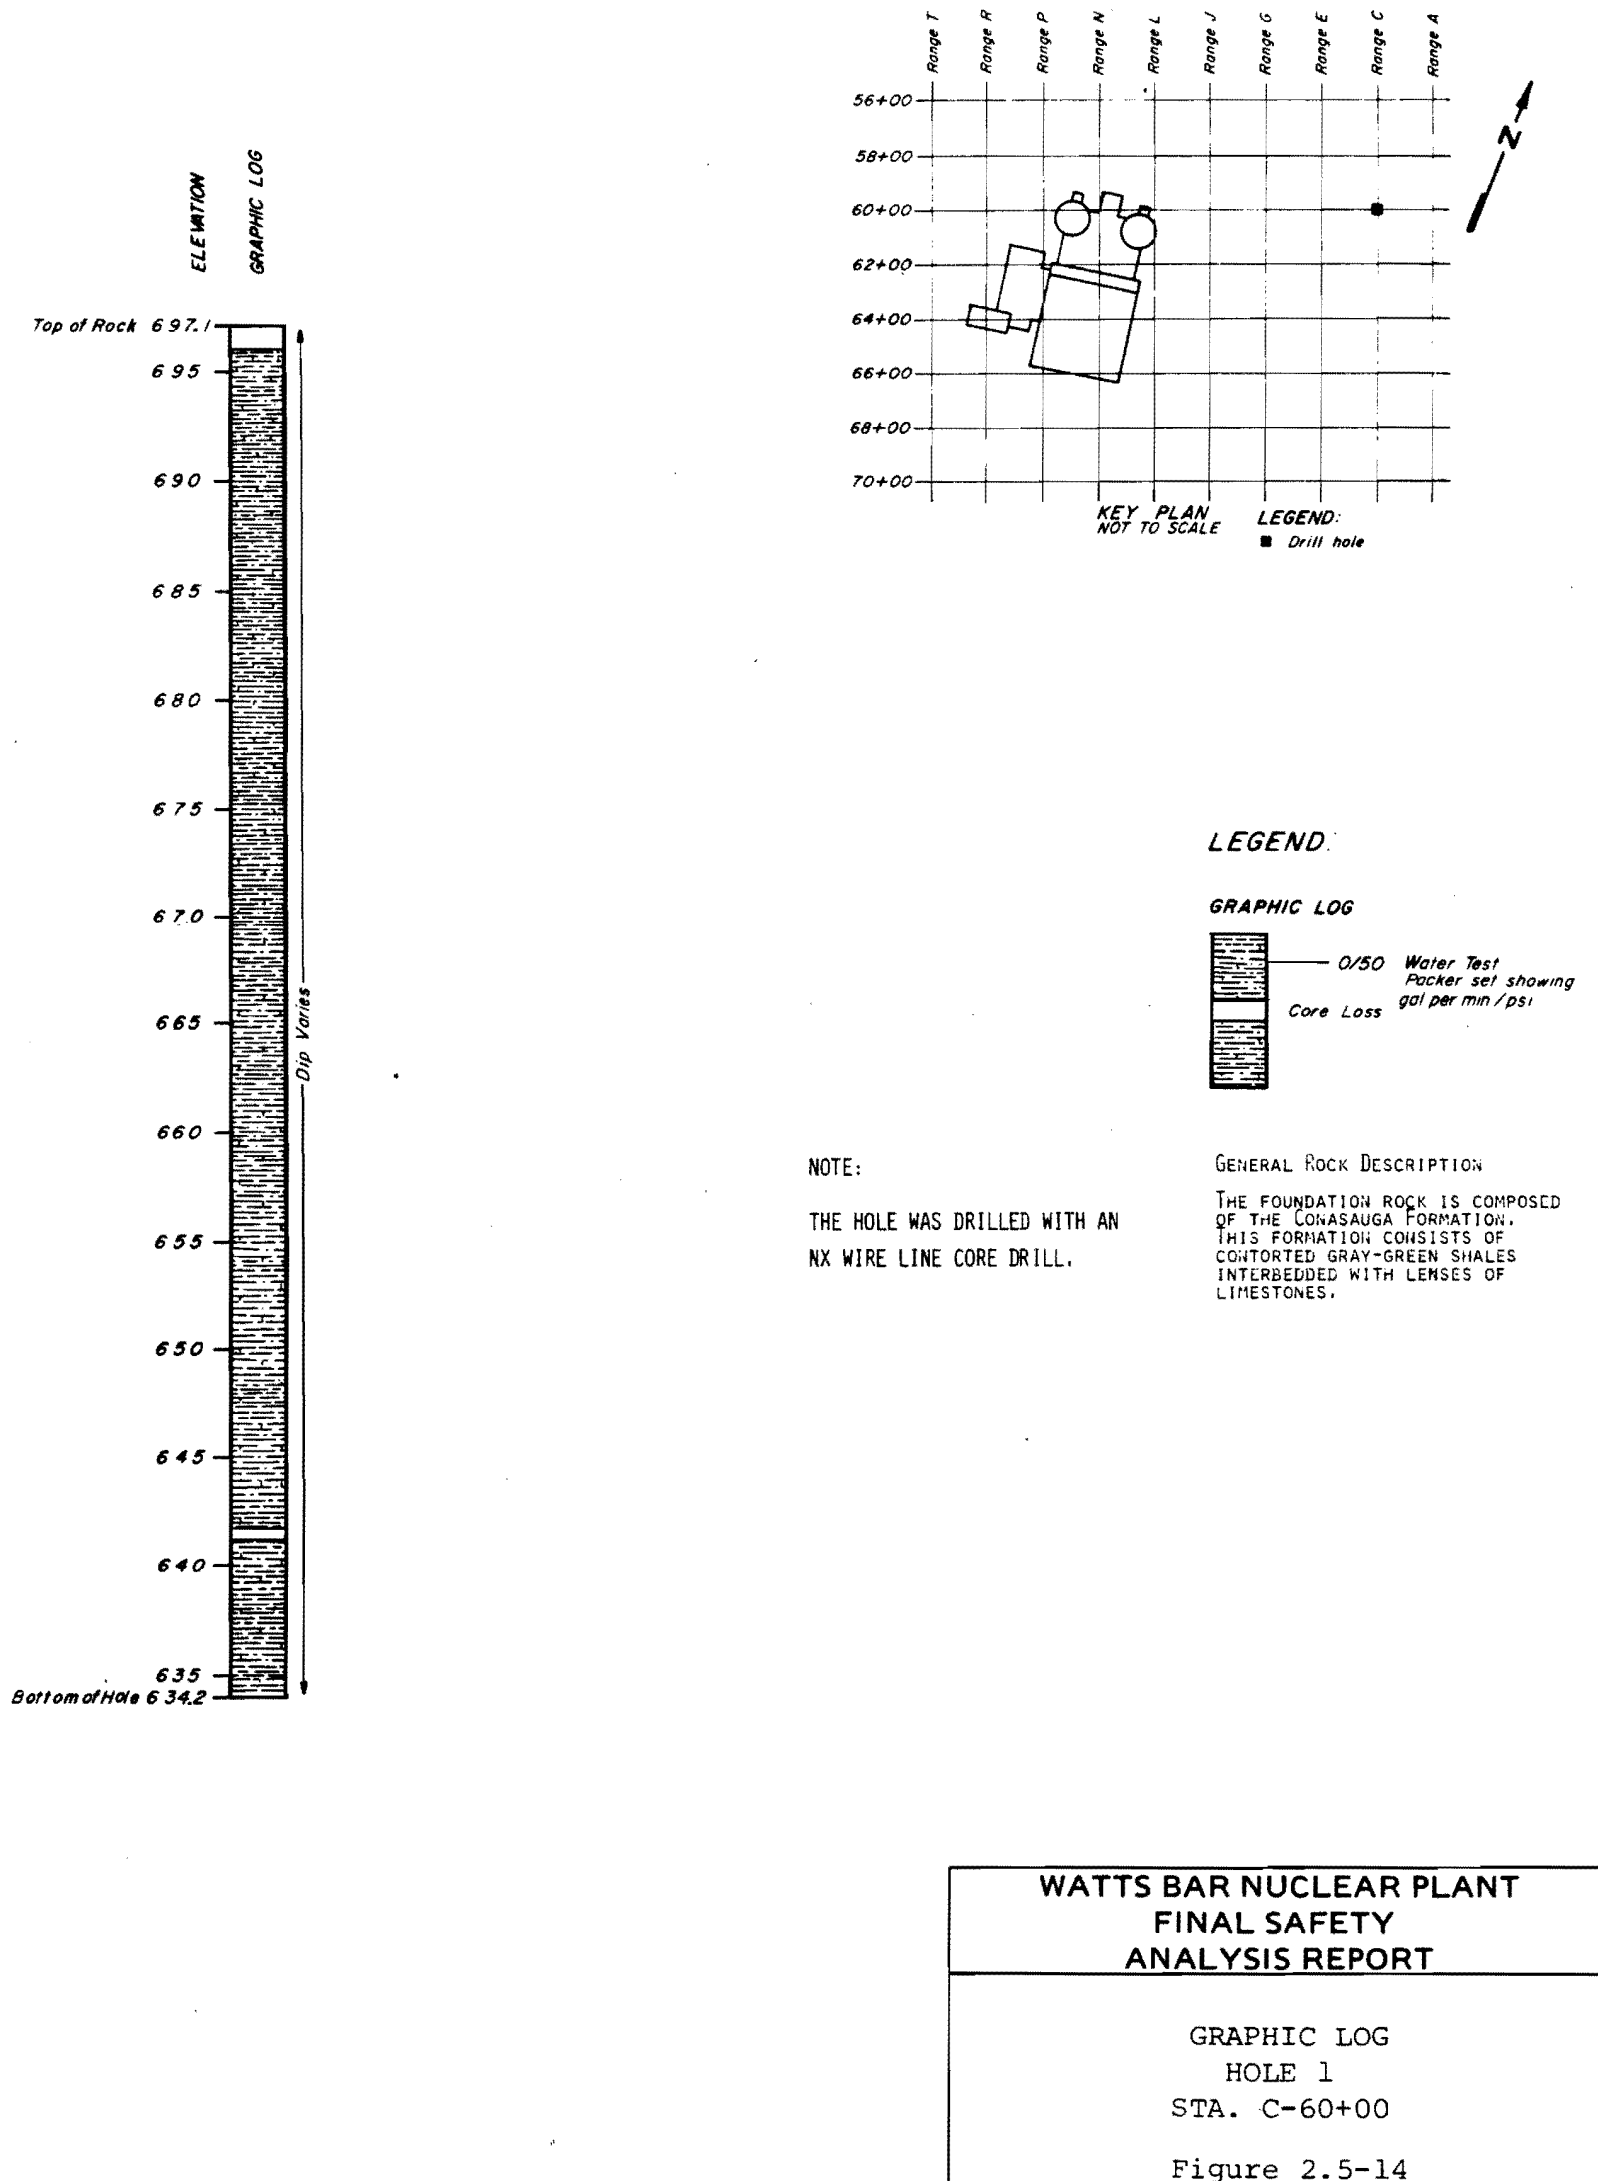 Range T
Range R
Range P
Range N
Range L
Range J
Range G
Range E
Range C
Range A
56+00
58+00
60+00
62+00
64+00
66+00
68+00
70+00
N
KEY PLAN
NOT TO SCALE
LEGEND:
Drill hole
ELEVATION
GRAPHIC LOG
Top of Rock 697.1
695
690
685
680
675
670
665
660
655
650
645
640
635
Bottom of Hole 634.2
Dip Varies
LEGEND:
GRAPHIC LOG
0/50 Water Test
Packer set showing
gal per min/psi
Core Loss
NOTE:
THE HOLE WAS DRILLED WITH AN
NX WIRE LINE CORE DRILL.
GENERAL ROCK DESCRIPTION
THE FOUNDATION ROCK IS COMPOSED
OF THE CONASAUGA FORMATION.
THIS FORMATION CONSISTS OF
CONTORTED GRAY-GREEN SHALES
INTERBEDDED WITH LENSES OF
LIMESTONES.
WATTS BAR NUCLEAR PLANT
FINAL SAFETY
ANALYSIS REPORT
GRAPHIC LOG
HOLE 1
STA. C-60+00
Figure 2.5-14